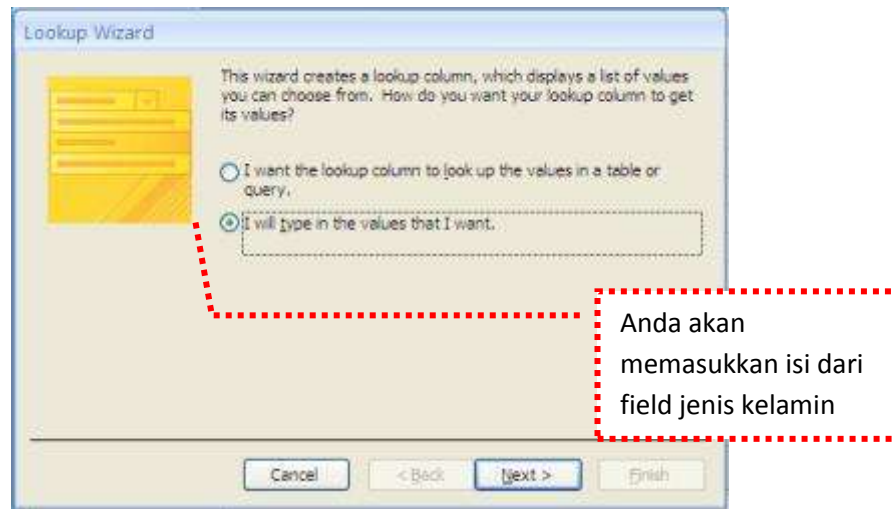 Lookup Wizard
This wizard creates a lookup column, which displays a list of values
you can choose from. How do you want your lookup column to get
its values?
I want the lookup column to look up the values in a table or
query.
I will type in the values that I want.
Anda akan
memasukkan isi dari
field jenis kelamin
Cancel
< Back
Next >
Finish